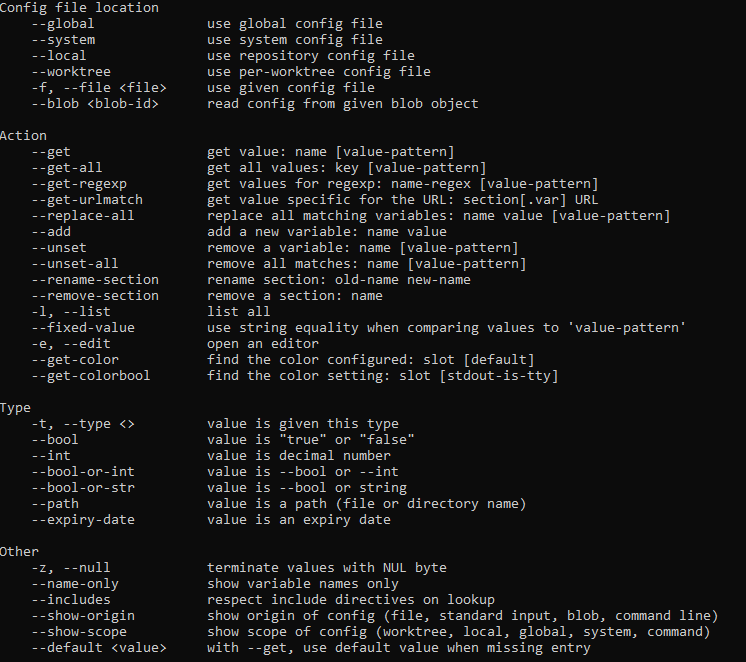 Config file location
    --global              use global config file
    --system              use system config file
    --local               use repository config file
    --worktree            use per-worktree config file
    -f, --file <file>     use given config file
    --blob <blob-id>      read config from given blob object

Action
    --get                 get value: name [value-pattern]
    --get-all             get all values: key [value-pattern]
    --get-regexp          get values for regexp: name-regex [value-pattern]
    --get-urlmatch        get value specific for the URL: section[.var] URL
    --replace-all         replace all matching variables: name value [value-pattern]
    --add                 add a new variable: name value
    --unset               remove a variable: name [value-pattern]
    --unset-all           remove all matches: name [value-pattern]
    --rename-section      rename section: old-name new-name
    --remove-section      remove a section: name
    -l, --list            list all
    --fixed-value         use string equality when comparing values to 'value-pattern'
    -e, --edit            open an editor
    --get-color           find the color configured: slot [default]
    --get-colorbool       find the color setting: slot [stdout-is-tty]

Type
    -t, --type <>         value is given this type
    --bool                value is "true" or "false"
    --int                 value is decimal number
    --bool-or-int         value is --bool or --int
    --bool-or-str         value is --bool or string
    --path                value is a path (file or directory name)
    --expiry-date         value is an expiry date

Other
    -z, --null            terminate values with NUL byte
    --name-only           show variable names only
    --includes            respect include directives on lookup
    --show-origin         show origin of config (file, standard input, blob, command line)
    --show-scope          show scope of config (worktree, local, global, system, command)
    --default <value>     with --get, use default value when missing entry